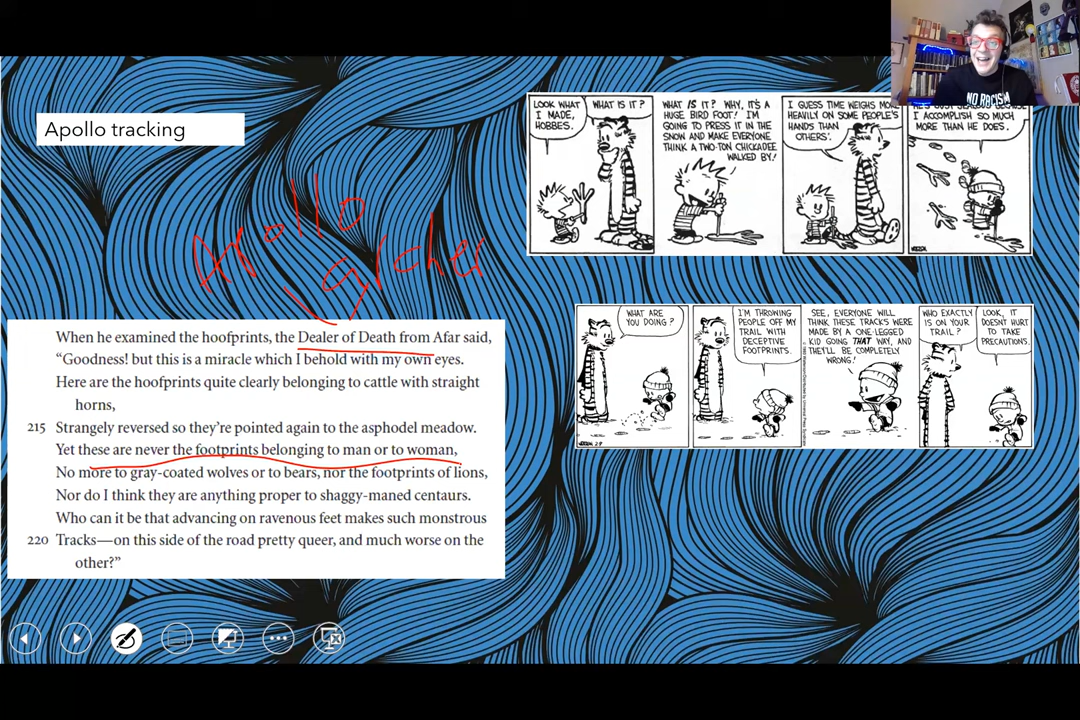 Apollo tracking
Apollo
archer
When he examined the hoofprints, the Dealer of Death from Afar said,
“Goodness! but this is a miracle which I behold with my own eyes.
Here are the hoofprints quite clearly belonging to cattle with straight
horns,
215 Strangely reversed so they’re pointed again to the asphodel meadow.
Yet these are never the footprints belonging to man or to woman,
No more to gray-coated wolves or to bears, nor the footprints of lions,
Nor do I think they are anything proper to shaggy-maned centaurs.
Who can it be that advancing on ravenous feet makes such monstrous
220 Tracks—on this side of the road pretty queer, and much worse on the
other?”
LOOK WHAT
I MADE,
HOBBES.
WHAT IS IT?
WHAT IS IT? WHY, IT'S A
HUGE BIRD FOOT! I'M
GOING TO PRESS IT IN THE
SNOW AND MAKE EVERYONE
THINK A TWO-TON CHICKADEE
WALKED BY!
I GUESS TIME WEIGHS MORE
HEAVILY ON SOME PEOPLE'S
HANDS THAN
OTHERS'.
I ACCOMPLISH SO MUCH
MORE THAN HE DOES.
WHAT ARE
YOU DOING?
I'M THROWING
PEOPLE OFF MY
TRAIL WITH
DECEPTIVE
FOOTPRINTS.
SEE, EVERYONE WILL
THINK THESE TRACKS WERE
MADE BY A ONE-LEGGED
KID GOING THAT WAY, AND
THEY'LL BE COMPLETELY
WRONG!
WHO EXACTLY
IS ON YOUR
TRAIL?
LOOK, IT
DOESN'T HURT
TO TAKE
PRECAUTIONS.
NO RACISM